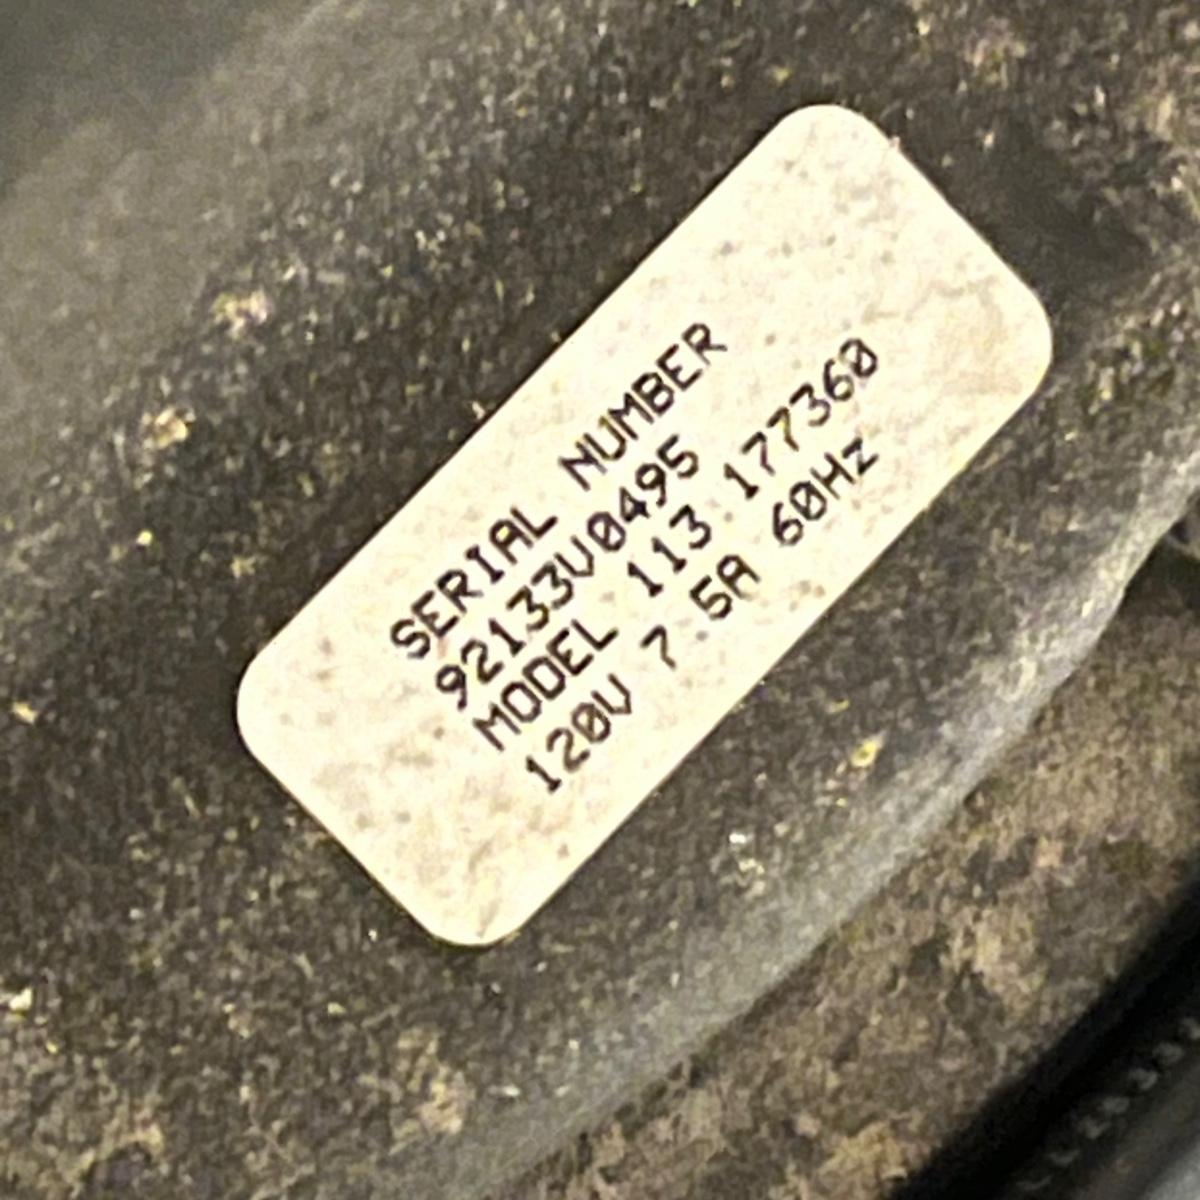 SERIAL NUMBER
92133V0495
MODEL 113 177360
120V 7.5A 60Hz